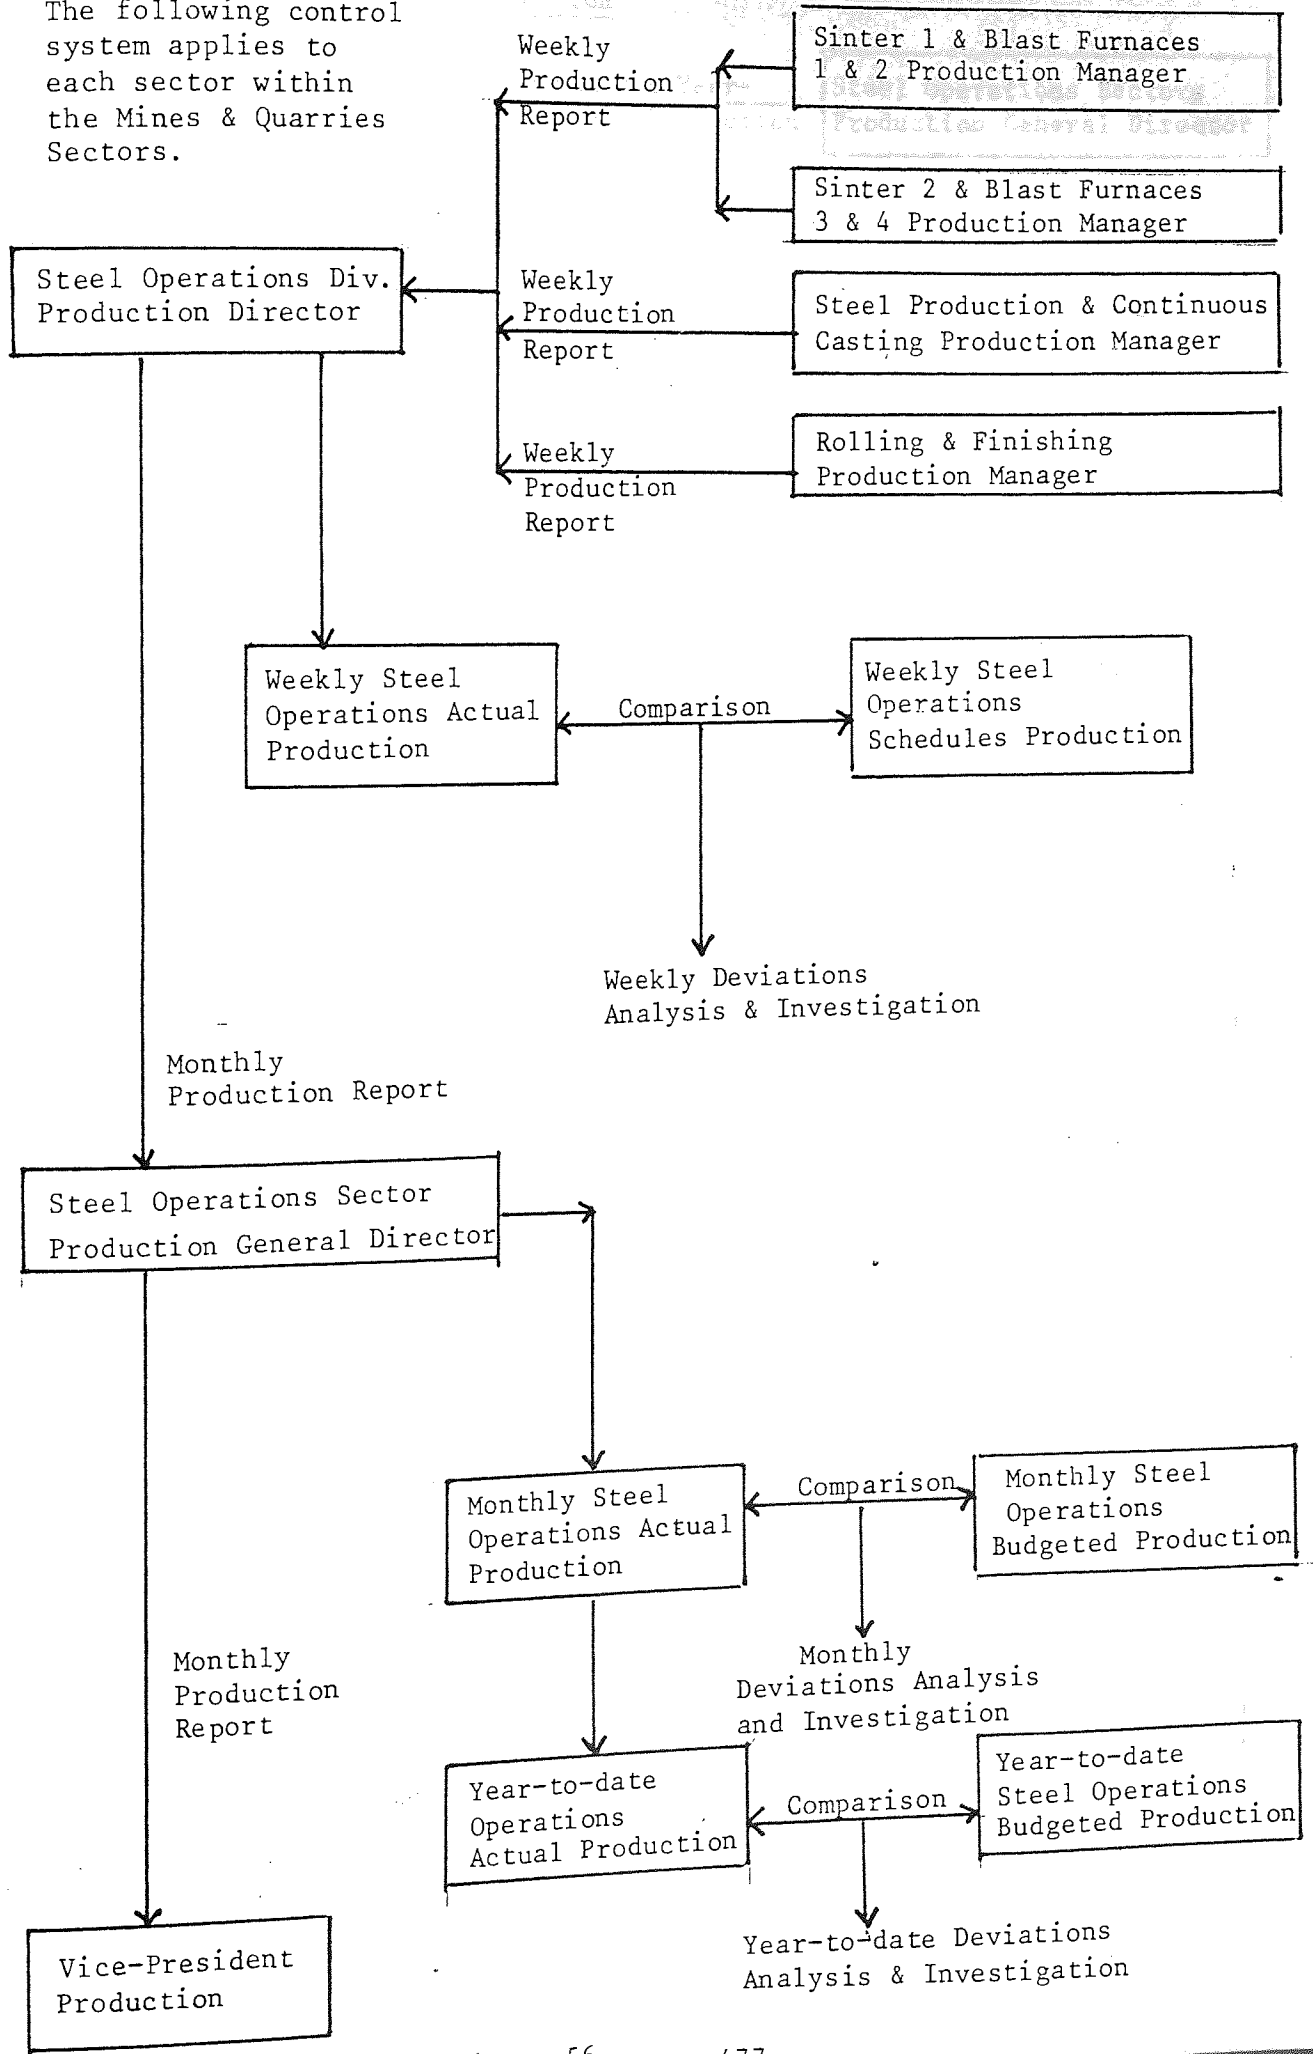 The following control
system applies to
each sector within
the Mines & Quarries
Sectors.
Weekly
Production
Report
Sinter 1 & Blast Furnaces
1 & 2 Production Manager
Sinter 2 & Blast Furnaces
3 & 4 Production Manager
Steel Operations Div.
Production Director
Weekly
Production
Report
Steel Production & Continuous
Casting Production Manager
Weekly
Production
Report
Rolling & Finishing
Production Manager
Weekly Steel
Operations Actual
Production
Comparison
Weekly Steel
Operations
Schedules Production
Weekly Deviations
Analysis & Investigation
Monthly
Production Report
Steel Operations Sector
Production General Director
Monthly Steel
Operations Actual
Production
Comparison
Monthly Steel
Operations
Budgeted Production
Monthly
Deviations Analysis
and Investigation
Monthly
Production
Report
Year-to-date
Operations
Actual Production
Comparison
Year-to-date
Steel Operations
Budgeted Production
Year-to-date Deviations
Analysis & Investigation
Vice-President
Production